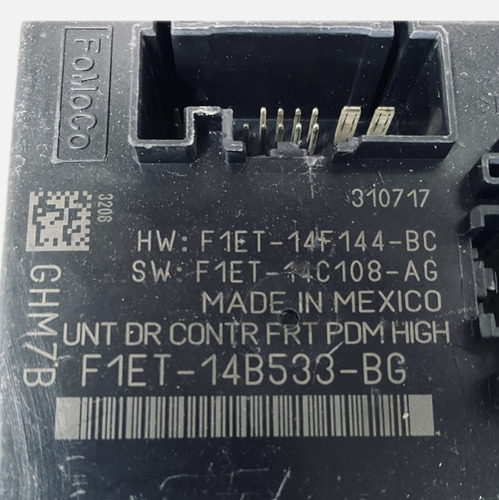 FoMoCo
3206
310717
HW: F1ET-14F144-BC
SW: F1ET-14C108-AG
MADE IN MEXICO
UNT DR CONTR FRT PDM HIGH
GHM7B
F1ET-14B533-BG